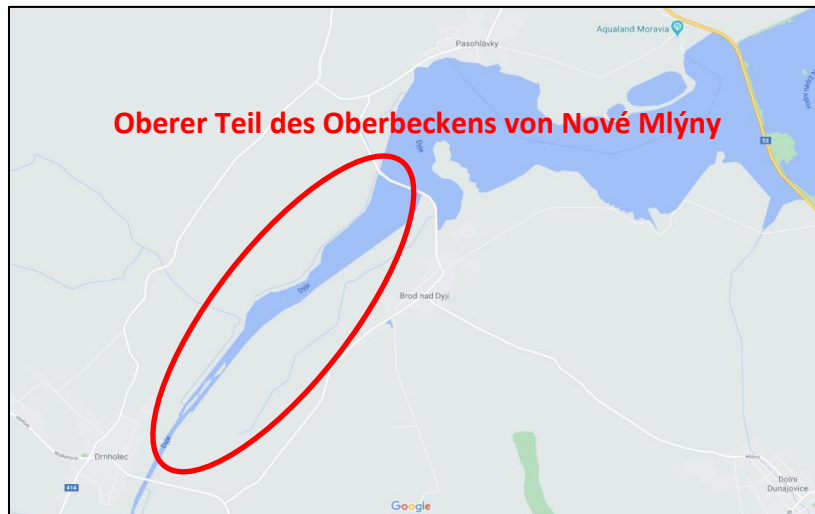 Aqualand Moravia
Pasohlávky
Oberer Teil des Oberbeckens von Nové Mlýny
Dyje
52
Dyje
Brod nad Dyjí
Dyje
Drnholec
414
Hlavní
Dolní
Dunajovice
Google